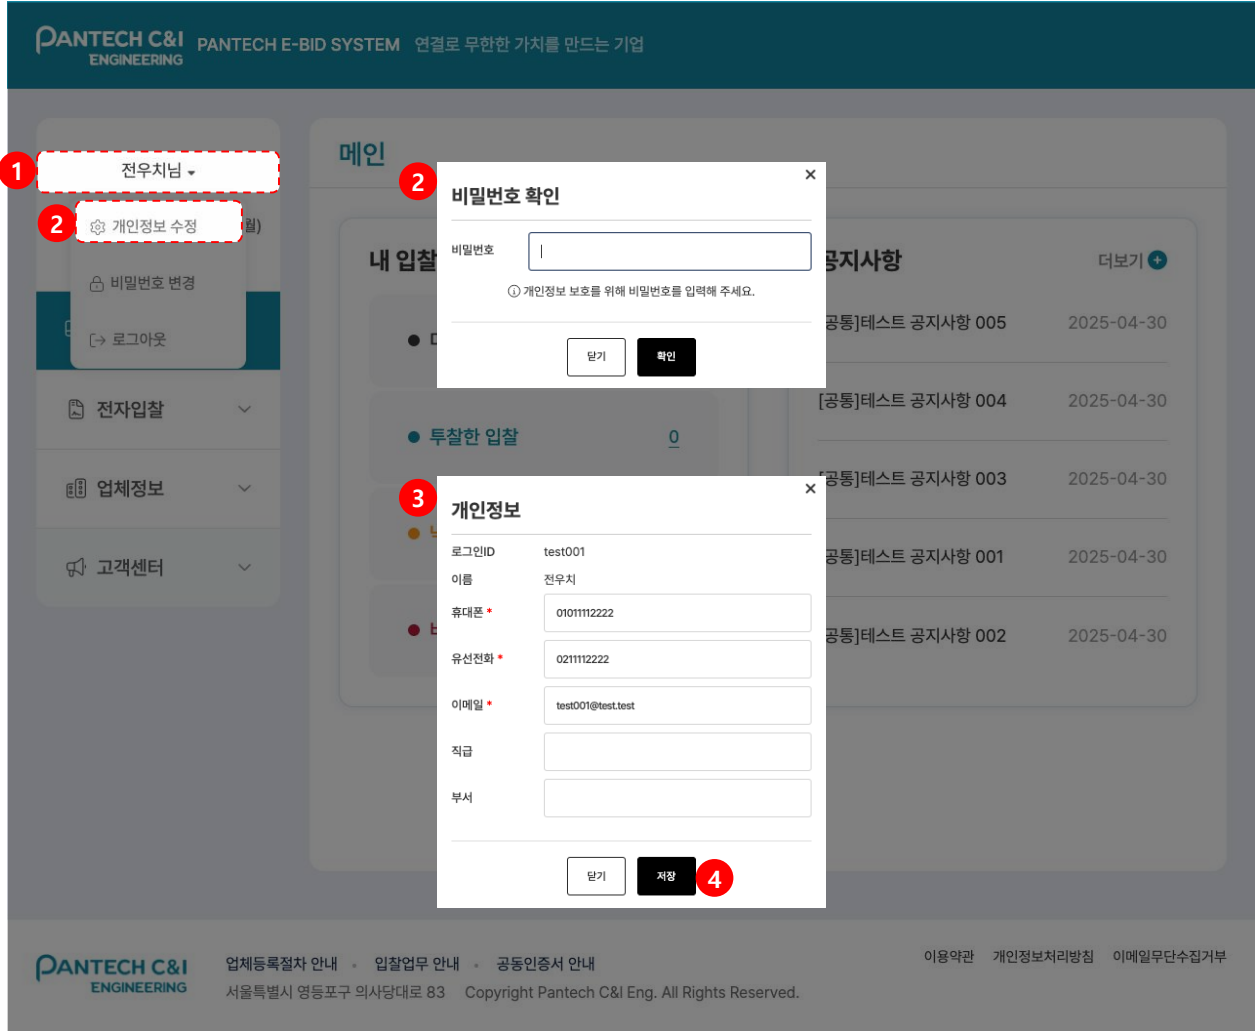 PANTECH C&I
ENGINEERING
PANTECH E-BID SYSTEM 연결로 무한한 가치를 만드는 기업
1
전우치님
2
개인정보 수정
월)
비밀번호 변경
로그아웃
전자입찰
업체정보
고객센터
메인
내 입찰
투찰한 입찰 0
공지사항
더보기
[공통]테스트 공지사항 005 2025-04-30
[공통]테스트 공지사항 004 2025-04-30
[공통]테스트 공지사항 003 2025-04-30
[공통]테스트 공지사항 001 2025-04-30
[공통]테스트 공지사항 002 2025-04-30
2
비밀번호 확인
비밀번호
개인정보 보호를 위해 비밀번호를 입력해 주세요.
닫기 확인
3
개인정보
로그인ID test001
이름 전우치
휴대폰 * 01011112222
유선전화 * 0211112222
이메일 * test001@test.test
직급
부서
닫기 저장
4
PANTECH C&I
ENGINEERING
업체등록절차 안내 입찰업무 안내 공동인증서 안내
서울특별시 영등포구 의사당대로 83 Copyright Pantech C&I Eng. All Rights Reserved.
이용약관 개인정보처리방침 이메일무단수집거부